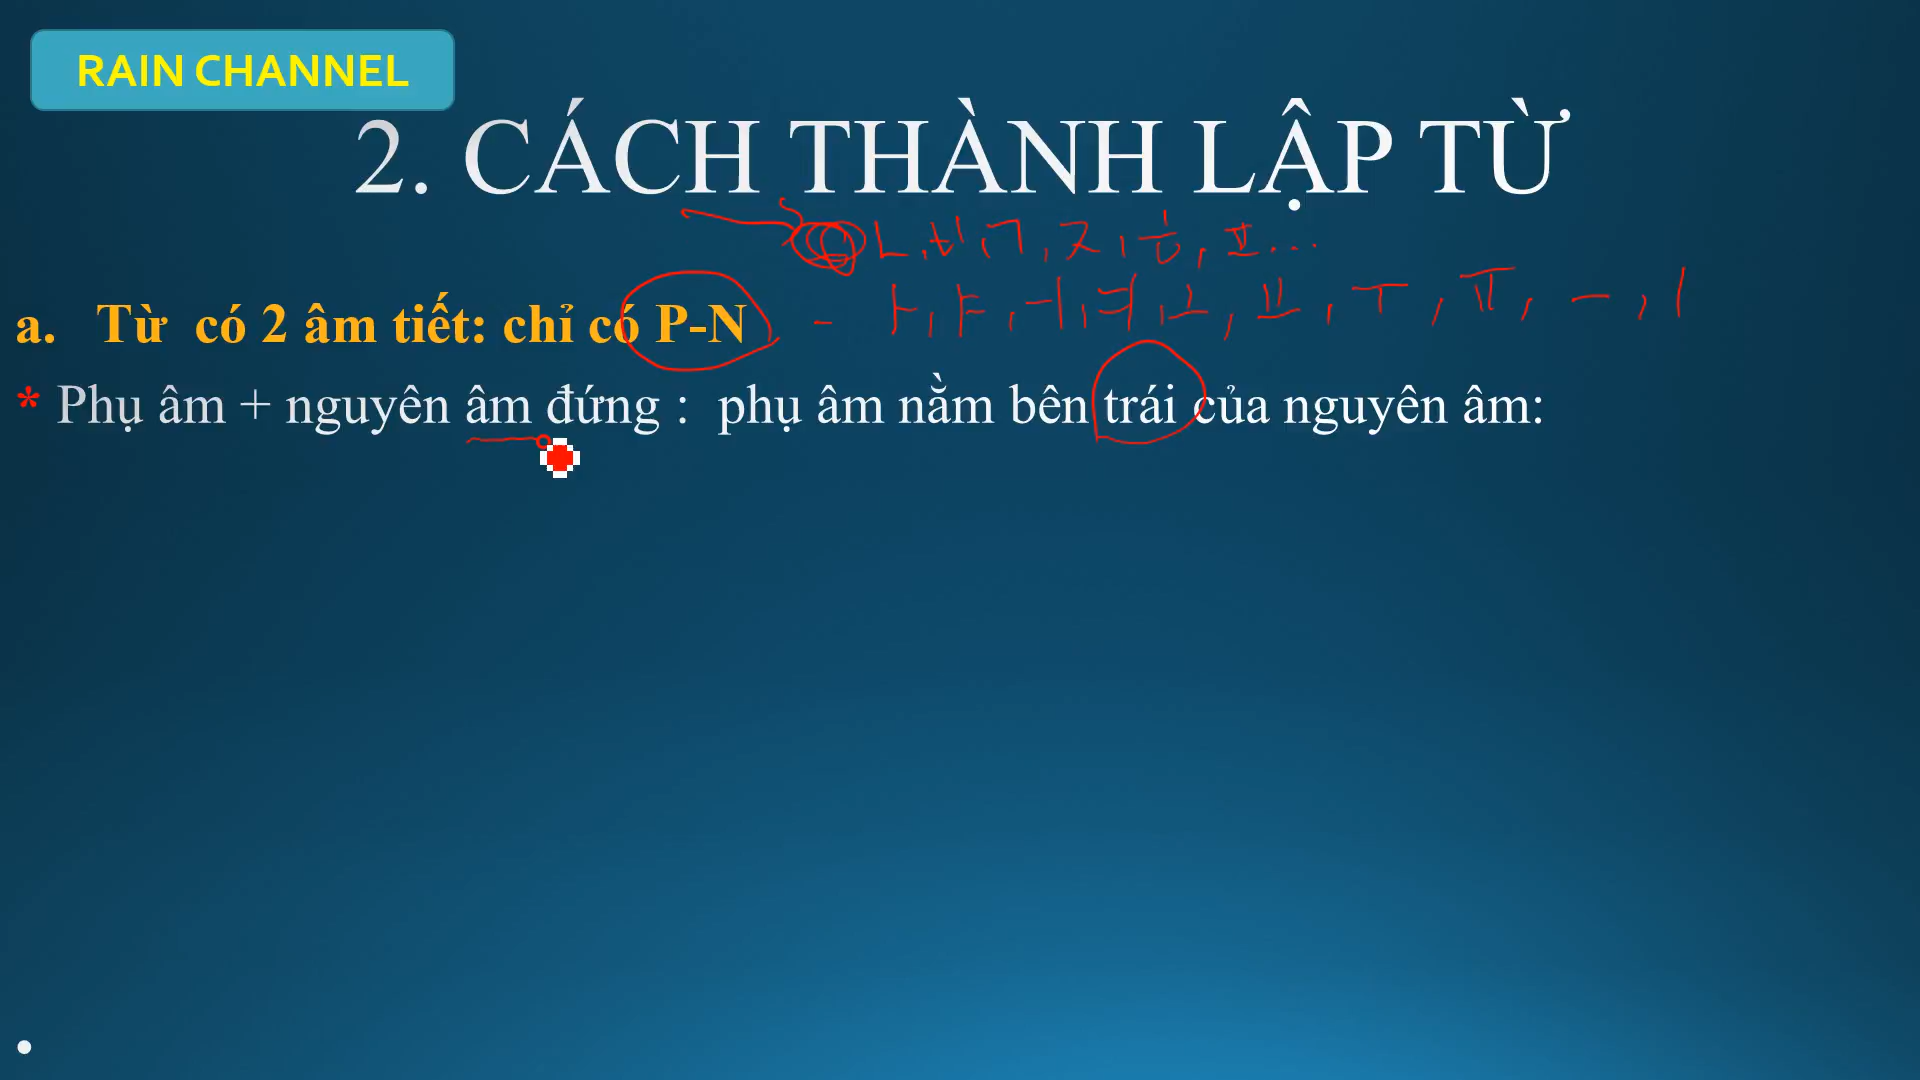 RAIN CHANNEL
2. CÁCH THÀNH LẬP TỪ
ㄴ, ㅂ, ㄱ, ㅈ, ㅎ, ㅍ...
- ㅏ, ㅑ, ㅓ, ㅕ, ㅗ, ㅛ, ㅜ, ㅠ, ㅡ, ㅣ
a. Từ có 2 âm tiết: chỉ có P-N
* Phụ âm + nguyên âm đứng : phụ âm nằm bên trái của nguyên âm: